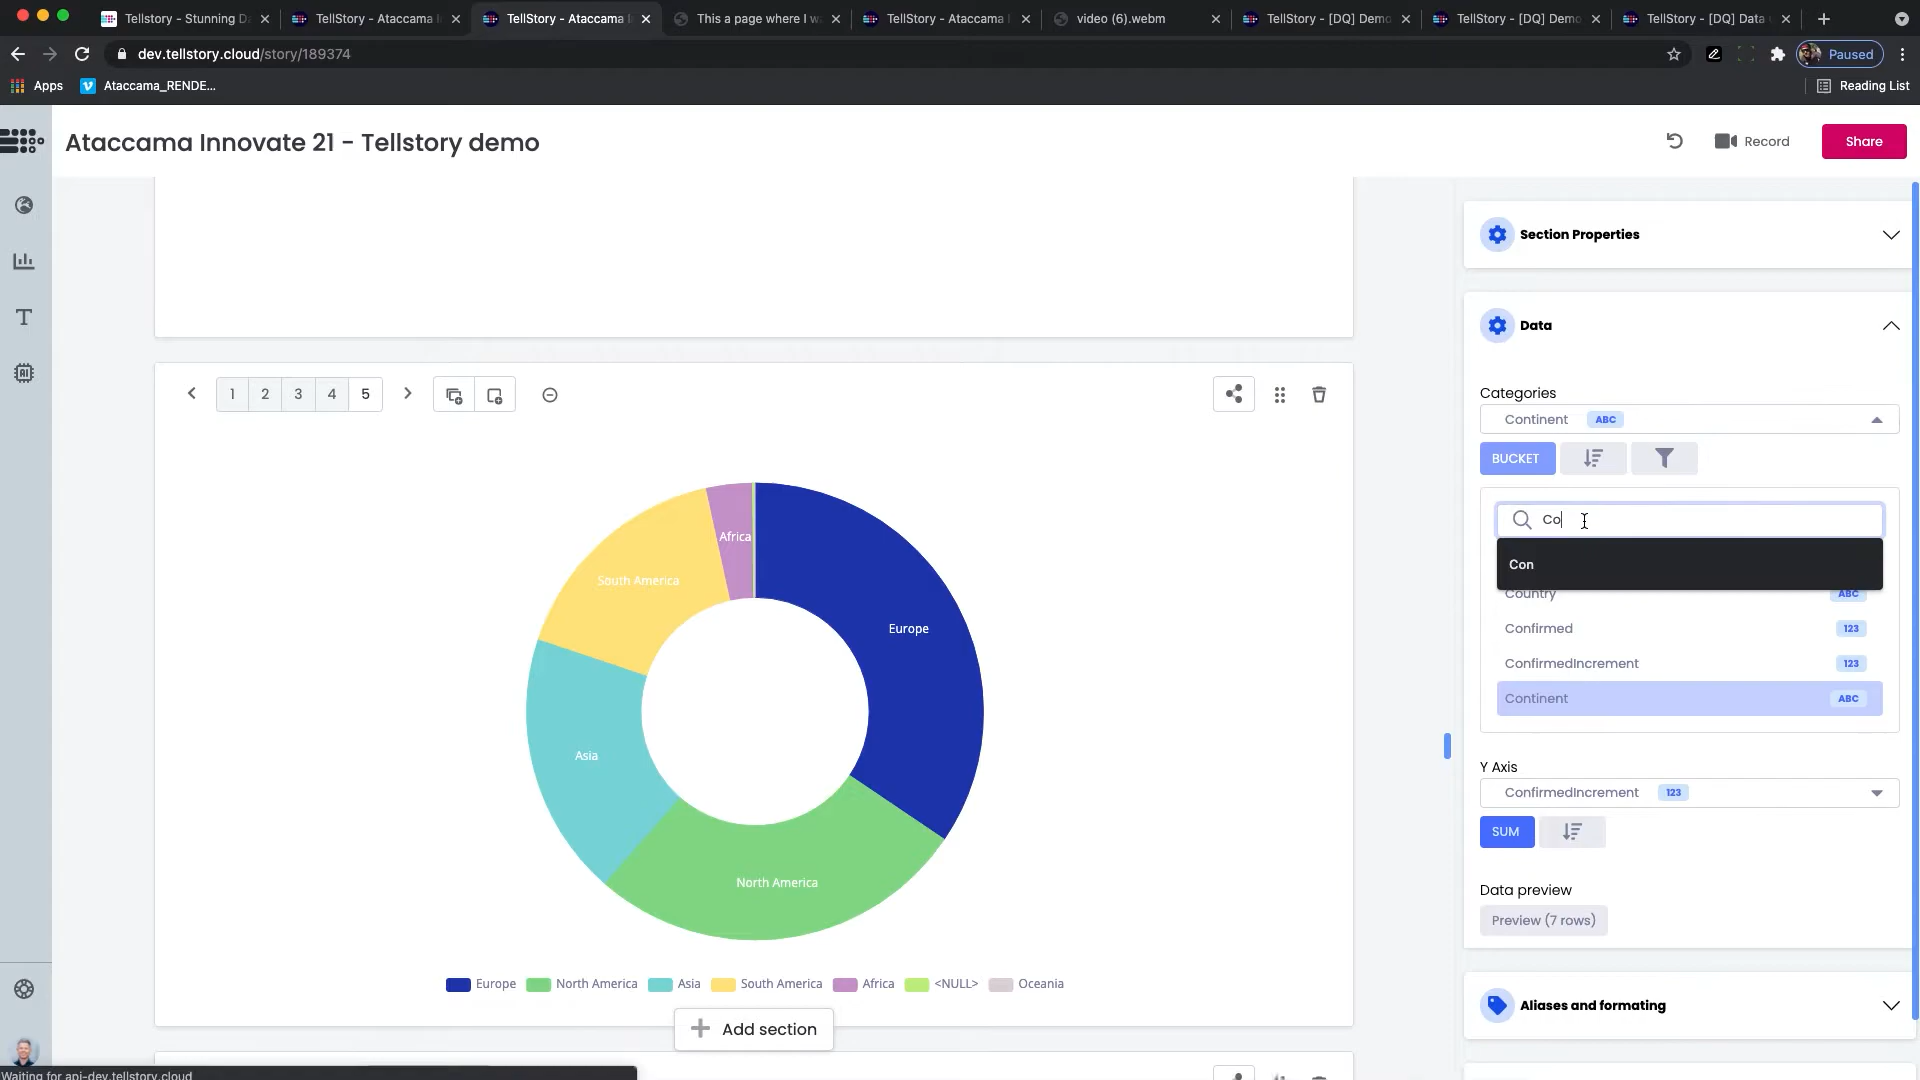 Tellstory - Stunning Da
TellStory - Ataccama I
TellStory - Ataccama I
This a page where I w
TellStory - Ataccama I
video (6).webm
TellStory - [DQ] Demo
TellStory - [DQ] Demo
TellStory - [DQ] Data
dev.tellstory.cloud/story/189374
Paused
Apps
Ataccama_RENDE...
Reading List
Ataccama Innovate 21 - Tellstory demo
Record
Share
Section Properties
Data
1 2 3 4 5
Categories
Continent ABC
BUCKET
Co
Con
Country ABC
Confirmed 123
ConfirmedIncrement 123
Continent ABC
Africa
South America
Europe
Asia
North America
Y Axis
ConfirmedIncrement 123
SUM
Data preview
Preview (7 rows)
Europe North America Asia South America Africa <NULL> Oceania
Add section
Aliases and formating
AI
Waiting for api-dev.tellstory.cloud